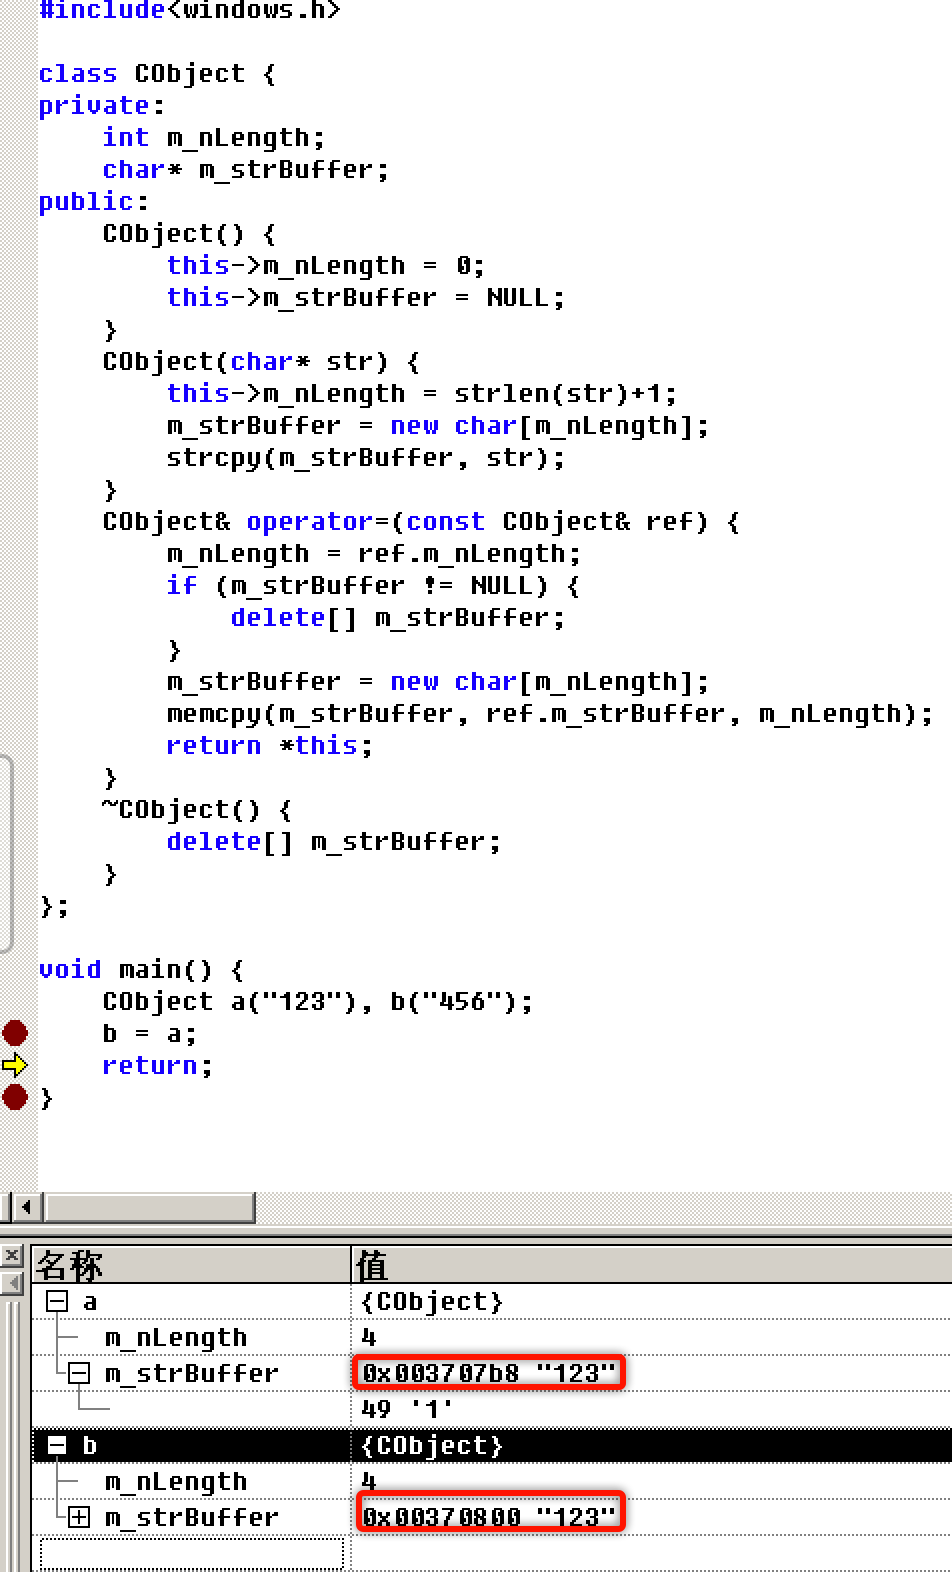 #include<windows.h>
class CObject {
private:
    int m_nLength;
    char* m_strBuffer;
public:
    CObject() {
        this->m_nLength = 0;
        this->m_strBuffer = NULL;
    }
    CObject(char* str) {
        this->m_nLength = strlen(str)+1;
        m_strBuffer = new char[m_nLength];
        strcpy(m_strBuffer, str);
    }
    CObject& operator=(const CObject& ref) {
        m_nLength = ref.m_nLength;
        if (m_strBuffer != NULL) {
            delete[] m_strBuffer;
        }
        m_strBuffer = new char[m_nLength];
        memcpy(m_strBuffer, ref.m_strBuffer, m_nLength);
        return *this;
    }
    ~CObject() {
        delete[] m_strBuffer;
    }
};
void main() {
    CObject a("123"), b("456");
    b = a;
    return;
}
名称 值
a {CObject}
m_nLength 4
m_strBuffer 0x003707b8 "123"
49 '1'
b {CObject}
m_nLength 4
m_strBuffer 0x00370800 "123"